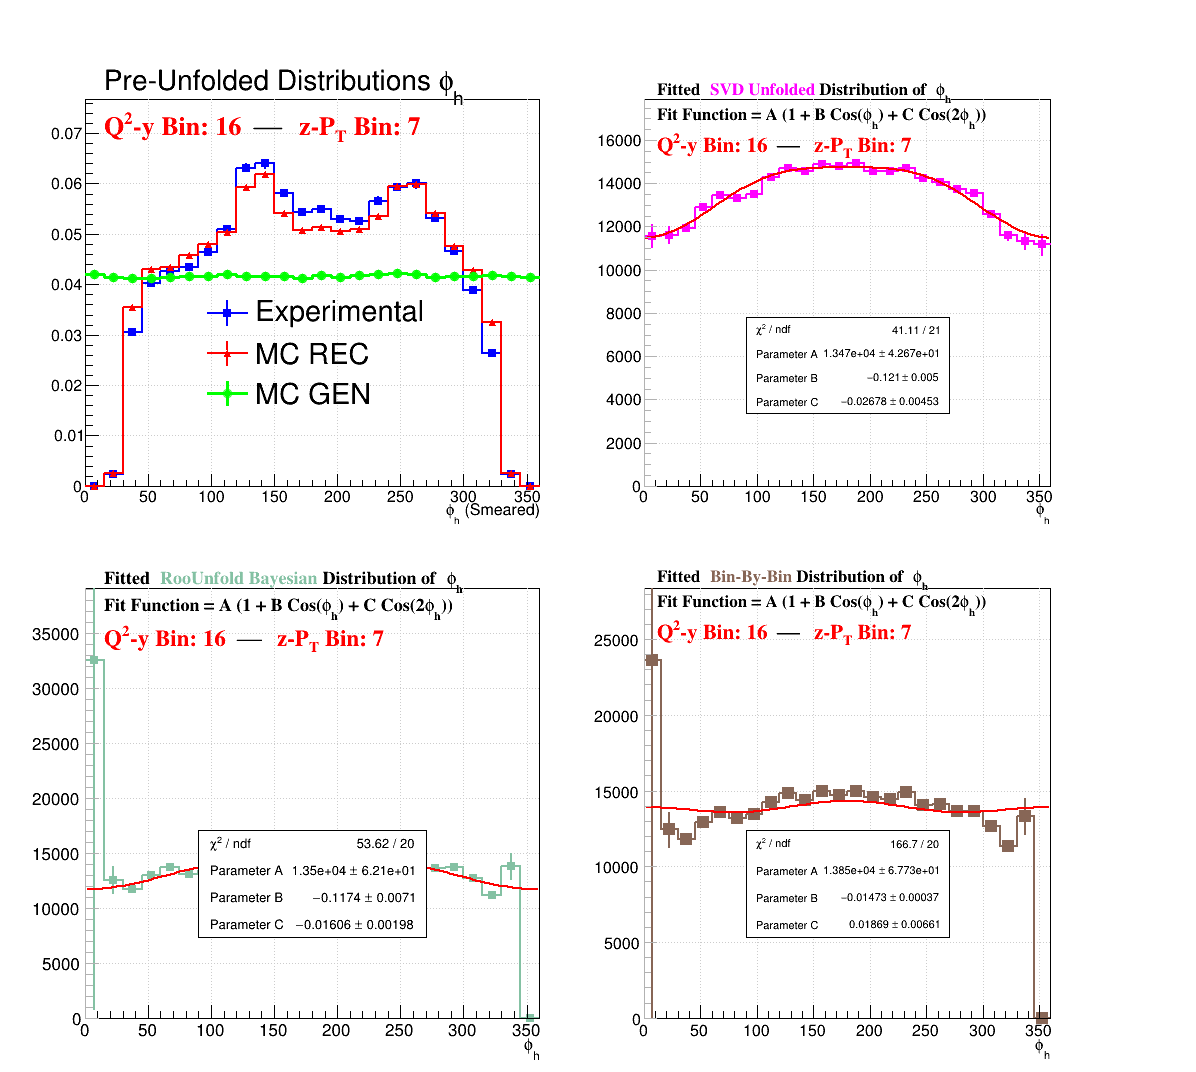 Pre-Unfolded Distributions ϕh
Q²-y Bin: 16 — z-PT Bin: 7
0.07
0.06
0.05
0.04
0.03
0.02
0.01
0
Experimental
MC REC
MC GEN
0 50 100 150 200 250 300 350
ϕh (Smeared)
Fitted SVD Unfolded Distribution of ϕh
Fit Function = A (1 + B Cos(ϕh) + C Cos(2ϕh))
Q²-y Bin: 16 — z-PT Bin: 7
16000
14000
12000
10000
8000
6000
4000
2000
0
χ² / ndf 41.11 / 21
Parameter A 1.347e+04 ± 4.267e+01
Parameter B −0.121 ± 0.005
Parameter C −0.02678 ± 0.00453
0 50 100 150 200 250 300 350
ϕh
Fitted RooUnfold Bayesian Distribution of ϕh
Fit Function = A (1 + B Cos(ϕh) + C Cos(2ϕh))
Q²-y Bin: 16 — z-PT Bin: 7
35000
30000
25000
20000
15000
10000
5000
0
χ² / ndf 53.62 / 20
Parameter A 1.35e+04 ± 6.21e+01
Parameter B −0.1174 ± 0.0071
Parameter C −0.01606 ± 0.00198
0 50 100 150 200 250 300 350
ϕh
Fitted Bin-By-Bin Distribution of ϕh
Fit Function = A (1 + B Cos(ϕh) + C Cos(2ϕh))
Q²-y Bin: 16 — z-PT Bin: 7
25000
20000
15000
10000
5000
0
χ² / ndf 166.7 / 20
Parameter A 1.385e+04 ± 6.773e+01
Parameter B −0.01473 ± 0.00037
Parameter C 0.01869 ± 0.00661
0 50 100 150 200 250 300 350
ϕh